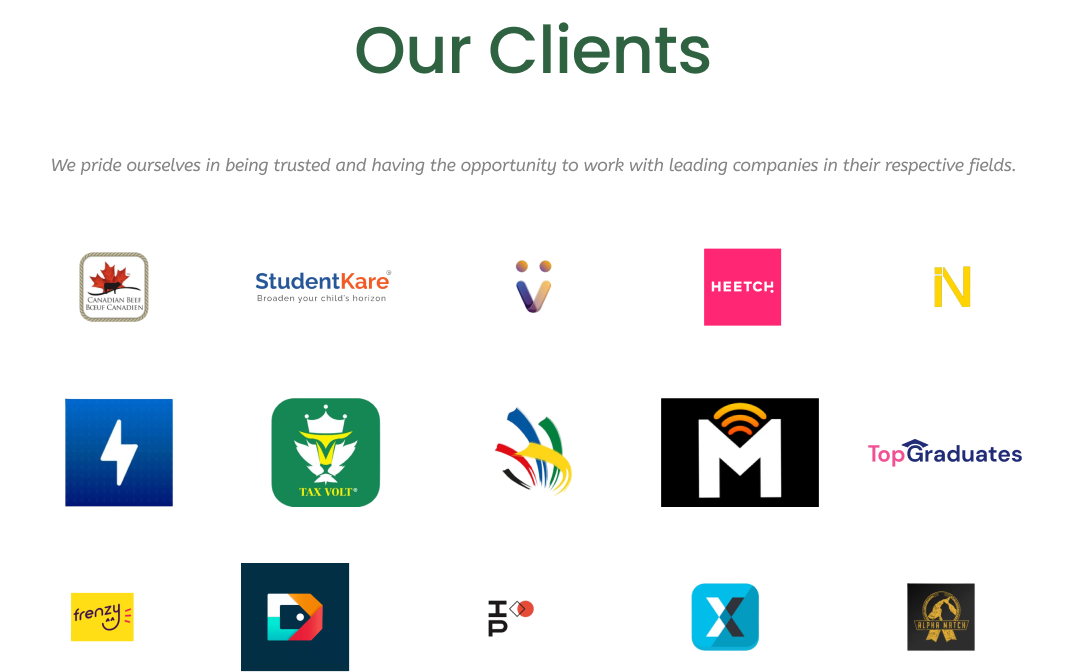 Our Clients
We pride ourselves in being trusted and having the opportunity to work with leading companies in their respective fields.
CANADIAN BEEF
BŒUF CANADIEN
StudentKare®
Broaden your child's horizon
HEETCH
iN
TAX VOLT®
M
TopGraduates
frenzy
D
HP
X
ALPHA MATCH